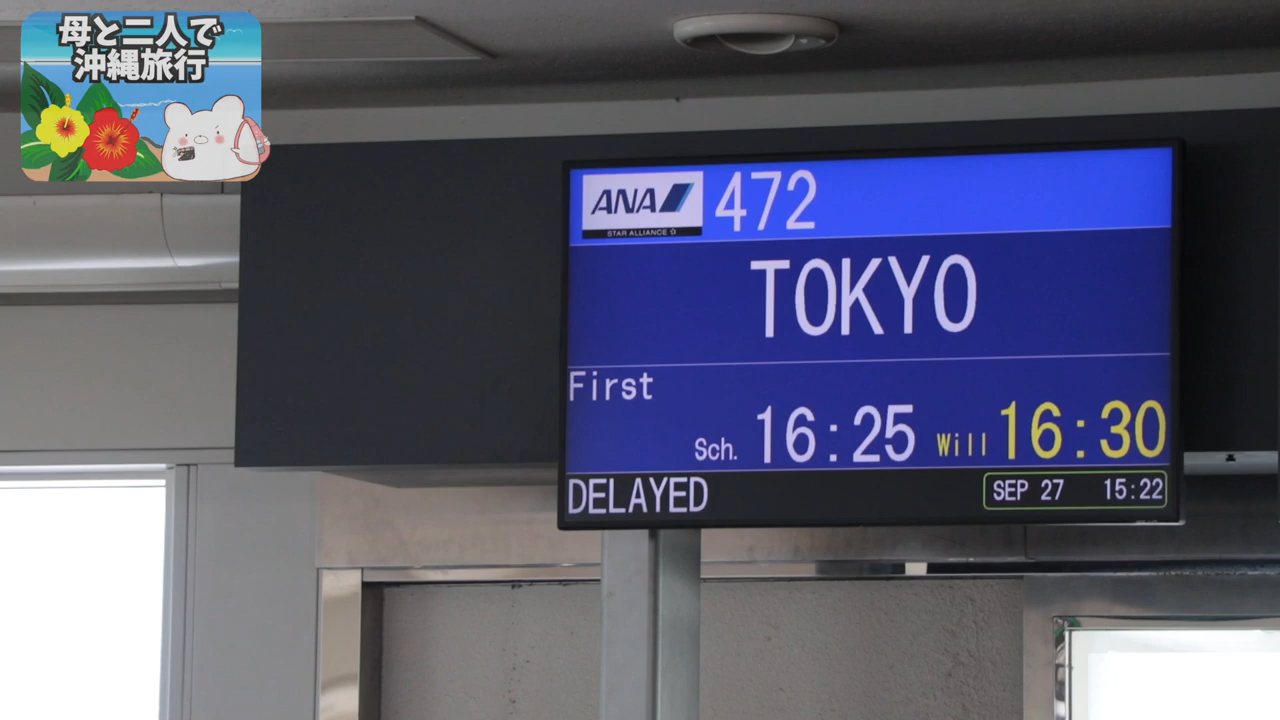 母と二人で
沖縄旅行
ANA 472
STAR ALLIANCE
TOKYO
First
Sch. 16:25 Will 16:30
DELAYED SEP 27 15:22